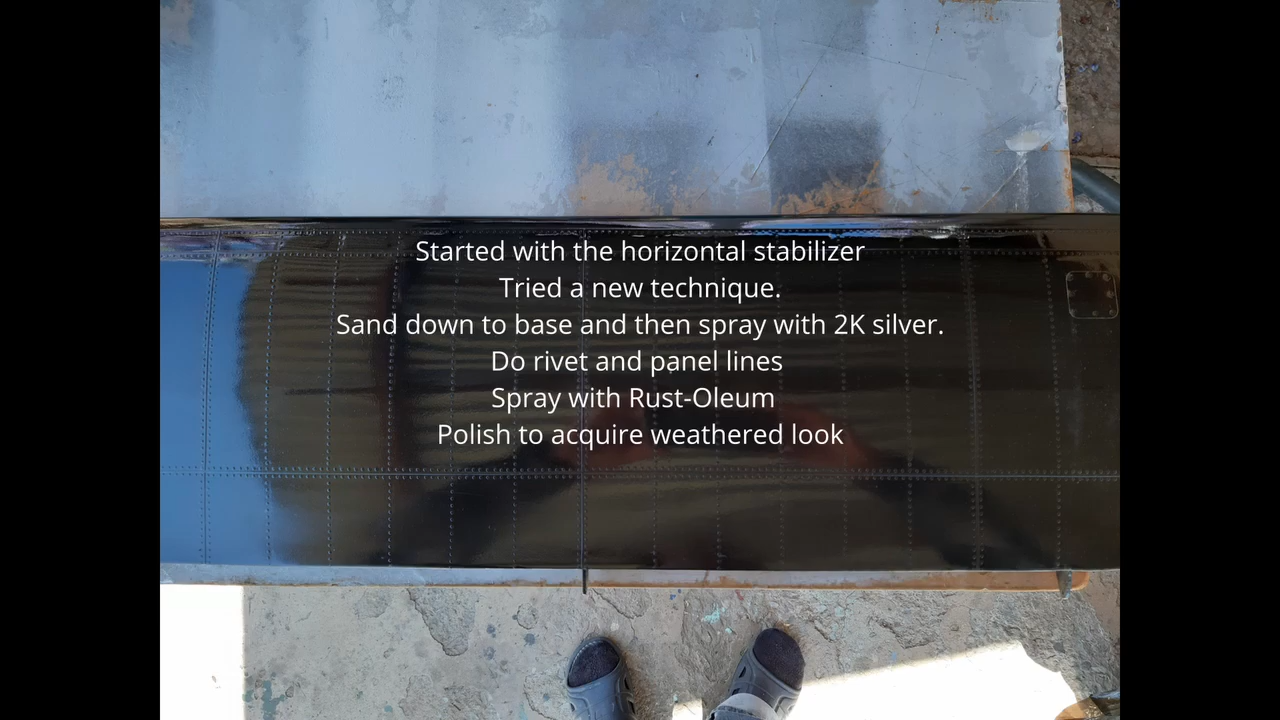 Started with the horizontal stabilizer
Tried a new technique.
Sand down to base and then spray with 2K silver.
Do rivet and panel lines
Spray with Rust-Oleum
Polish to acquire weathered look